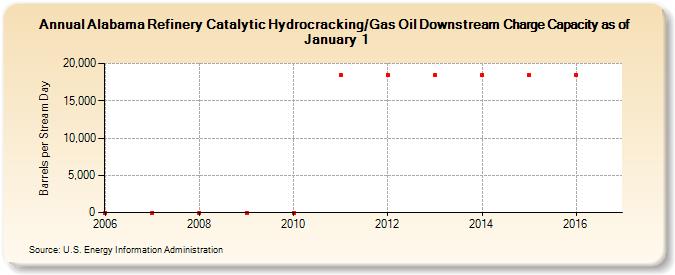 Annual Alabama Refinery Catalytic Hydrocracking/Gas Oil Downstream Charge Capacity as of
January 1
Barrels per Stream Day
20,000
15,000
10,000
5,000
0
2006 2008 2010 2012 2014 2016
Source: U.S. Energy Information Administration